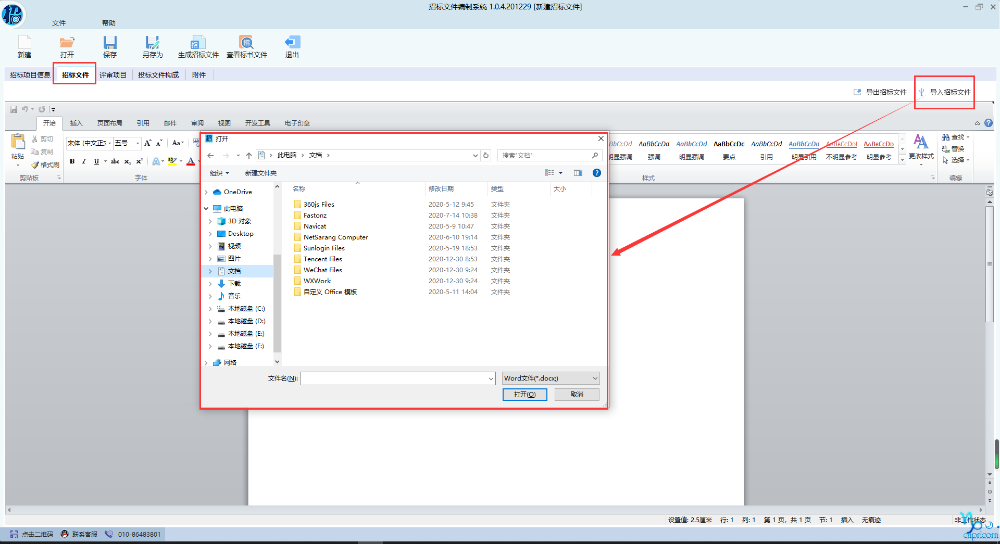 招标文件编制系统 1.0.4.201229 [新建招标文件]
文件 帮助
新建 打开 保存 另存为 生成招标文件 查看标书文件 退出
招标项目信息 招标文件 评审项目 投标文件构成 附件
导出招标文件 导入招标文件
开始 插入 页面布局 引用 邮件 审阅 视图 开发工具 电子印章
粘贴 剪切 复制 格式刷
宋体 (中文正文 五号
剪贴板 字体 样式 编辑
BbCcDd AaBbCcDd AaBbCcDd AaBbCcDd AaBbCcDd AaBbCcDd AaBbCcDd AaBbCcDd
明显强调 强调 明显强调 要点 引用 明显引用 不明显参考 明显参考
更改样式
查找
替换
选择
打开
此电脑 文档
搜索"文档"
组织 新建文件夹
名称 修改日期 类型 大小
OneDrive
此电脑
3D 对象
Desktop
视频
图片
文档
下载
音乐
本地磁盘 (C:)
本地磁盘 (D:)
本地磁盘 (E:)
本地磁盘 (F:)
网络
360js Files 2020-5-12 9:45 文件夹
Fastonz 2020-7-14 10:38 文件夹
Navicat 2020-5-9 10:47 文件夹
NetSarang Computer 2020-6-10 19:14 文件夹
Sunlogin Files 2020-5-19 18:53 文件夹
Tencent Files 2020-12-30 8:53 文件夹
WeChat Files 2020-12-30 9:24 文件夹
WXWork 2020-12-30 9:24 文件夹
自定义 Office 模板 2020-5-11 14:04 文件夹
文件名(N):
Word文件(*.docx;)
打开(O) 取消
设置值: 2.5厘米 行: 1 列: 1 第 1 页, 共 1 页 节: 1 插入 无痕迹 非工作状态
点击二维码 联系客服 010-86483801
capricorn